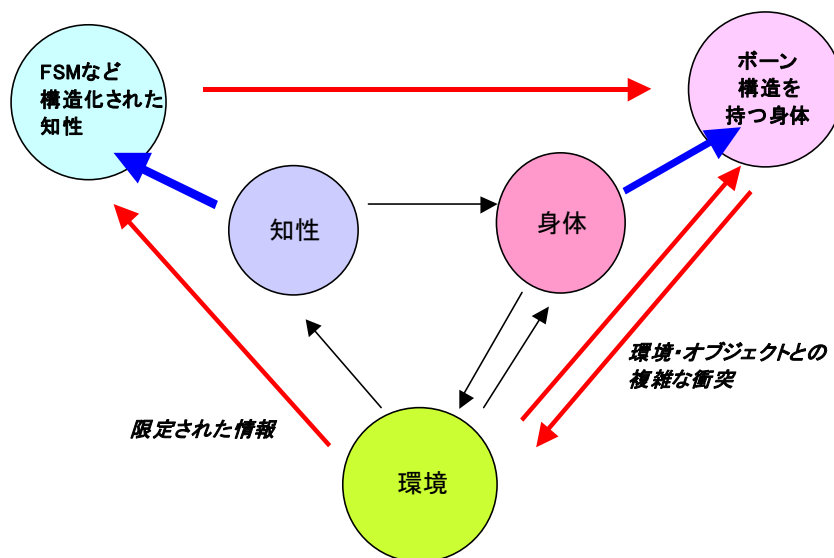 FSMなど
構造化された
知性
ボーン
構造を
持つ身体
知性
身体
環境・オブジェクトとの
複雑な衝突
限定された情報
環境